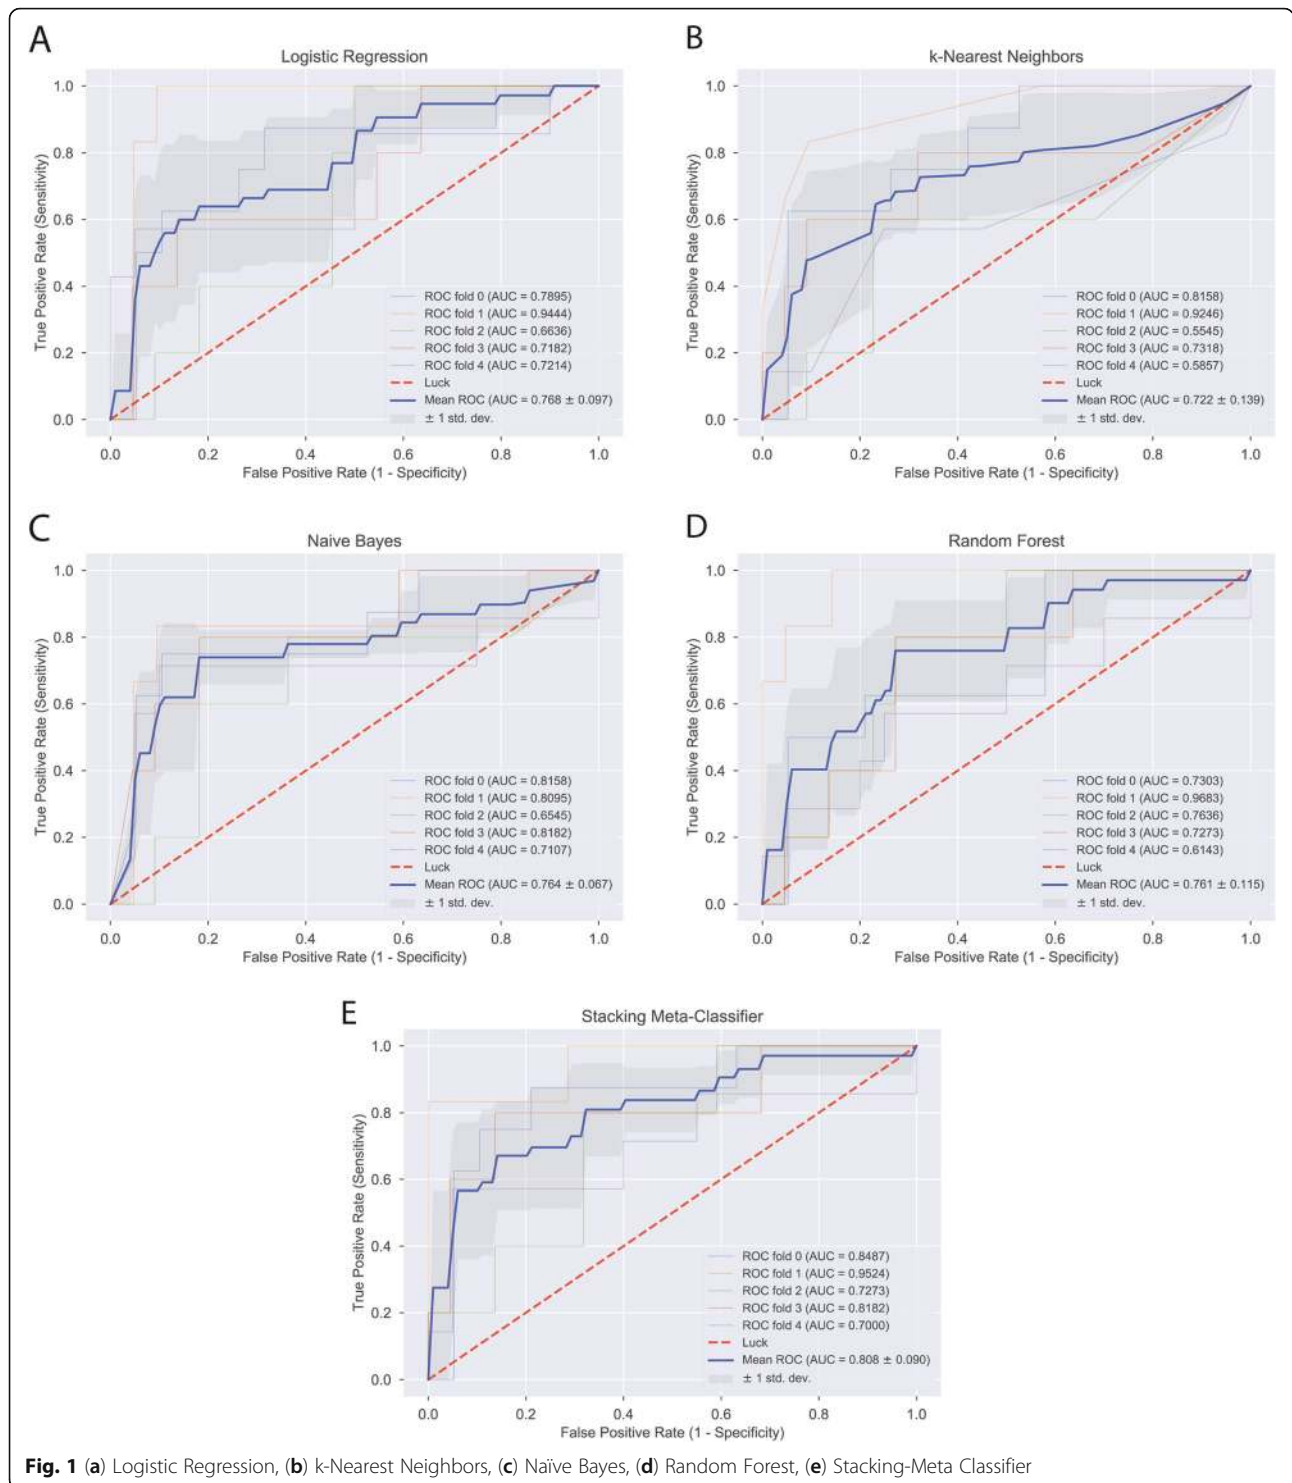 A
Logistic Regression
1.0
0.8
0.6
0.4
0.2
0.0
True Positive Rate (Sensitivity)
ROC fold 0 (AUC = 0.7895)
ROC fold 1 (AUC = 0.9444)
ROC fold 2 (AUC = 0.6636)
ROC fold 3 (AUC = 0.7182)
ROC fold 4 (AUC = 0.7214)
Luck
Mean ROC (AUC = 0.768 ± 0.097)
± 1 std. dev.
0.0 0.2 0.4 0.6 0.8 1.0
False Positive Rate (1 - Specificity)
B
k-Nearest Neighbors
1.0
0.8
0.6
0.4
0.2
0.0
True Positive Rate (Sensitivity)
ROC fold 0 (AUC = 0.8158)
ROC fold 1 (AUC = 0.9246)
ROC fold 2 (AUC = 0.5545)
ROC fold 3 (AUC = 0.7318)
ROC fold 4 (AUC = 0.5857)
Luck
Mean ROC (AUC = 0.722 ± 0.139)
± 1 std. dev.
0.0 0.2 0.4 0.6 0.8 1.0
False Positive Rate (1 - Specificity)
C
Naive Bayes
1.0
0.8
0.6
0.4
0.2
0.0
True Positive Rate (Sensitivity)
ROC fold 0 (AUC = 0.8158)
ROC fold 1 (AUC = 0.8095)
ROC fold 2 (AUC = 0.6545)
ROC fold 3 (AUC = 0.8182)
ROC fold 4 (AUC = 0.7107)
Luck
Mean ROC (AUC = 0.764 ± 0.067)
± 1 std. dev.
0.0 0.2 0.4 0.6 0.8 1.0
False Positive Rate (1 - Specificity)
D
Random Forest
1.0
0.8
0.6
0.4
0.2
0.0
True Positive Rate (Sensitivity)
ROC fold 0 (AUC = 0.7303)
ROC fold 1 (AUC = 0.9683)
ROC fold 2 (AUC = 0.7636)
ROC fold 3 (AUC = 0.7273)
ROC fold 4 (AUC = 0.6143)
Luck
Mean ROC (AUC = 0.761 ± 0.115)
± 1 std. dev.
0.0 0.2 0.4 0.6 0.8 1.0
False Positive Rate (1 - Specificity)
E
Stacking Meta-Classifier
1.0
0.8
0.6
0.4
0.2
0.0
True Positive Rate (Sensitivity)
ROC fold 0 (AUC = 0.8487)
ROC fold 1 (AUC = 0.9524)
ROC fold 2 (AUC = 0.7273)
ROC fold 3 (AUC = 0.8182)
ROC fold 4 (AUC = 0.7000)
Luck
Mean ROC (AUC = 0.808 ± 0.090)
± 1 std. dev.
0.0 0.2 0.4 0.6 0.8 1.0
False Positive Rate (1 - Specificity)
Fig. 1 (a) Logistic Regression, (b) k-Nearest Neighbors, (c) Naïve Bayes, (d) Random Forest, (e) Stacking-Meta Classifier